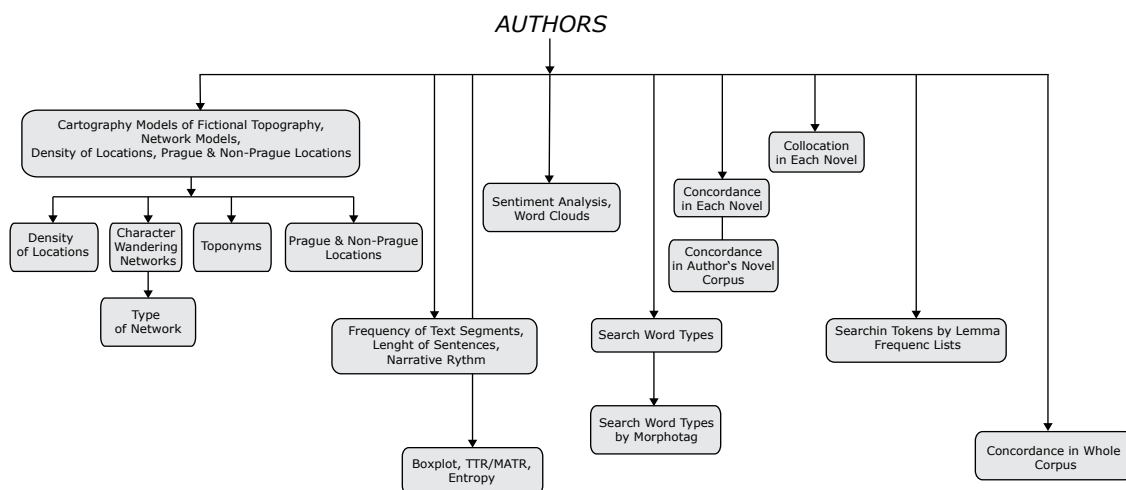 AUTHORS
Cartography Models of Fictional Topography,
Network Models,
Density of Locations, Prague & Non-Prague Locations
Density
of Locations
Character
Wandering
Networks
Toponyms
Prague & Non-Prague
Locations
Type
of Network
Frequency of Text Segments,
Lenght of Sentences,
Narrative Rythm
Boxplot, TTR/MATR,
Entropy
Sentiment Analysis,
Word Clouds
Search Word Types
Search Word Types
by Morphotag
Concordance
in Each Novel
Concordance
in Author's Novel
Corpus
Collocation
in Each Novel
Searchin Tokens by Lemma
Frequenc Lists
Concordance in Whole
Corpus